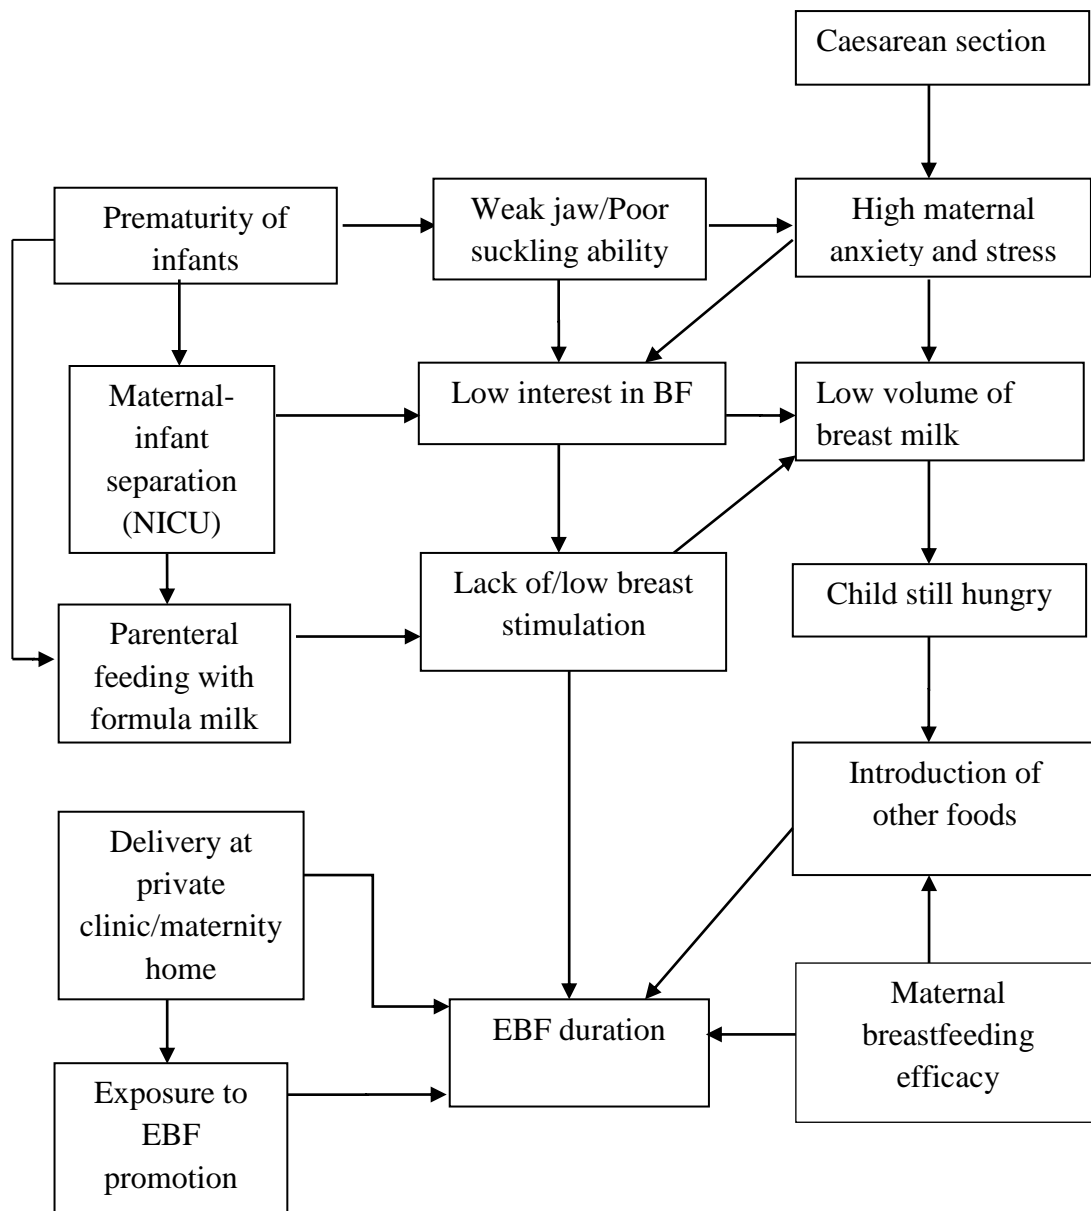 Caesarean section
Prematurity of
infants
Weak jaw/Poor
suckling ability
High maternal
anxiety and stress
Maternal-
infant
separation
(NICU)
Low interest in BF
Low volume of
breast milk
Parenteral
feeding with
formula milk
Lack of/low breast
stimulation
Child still hungry
Introduction of
other foods
Delivery at
private
clinic/maternity
home
EBF duration
Maternal
breastfeeding
efficacy
Exposure to
EBF
promotion